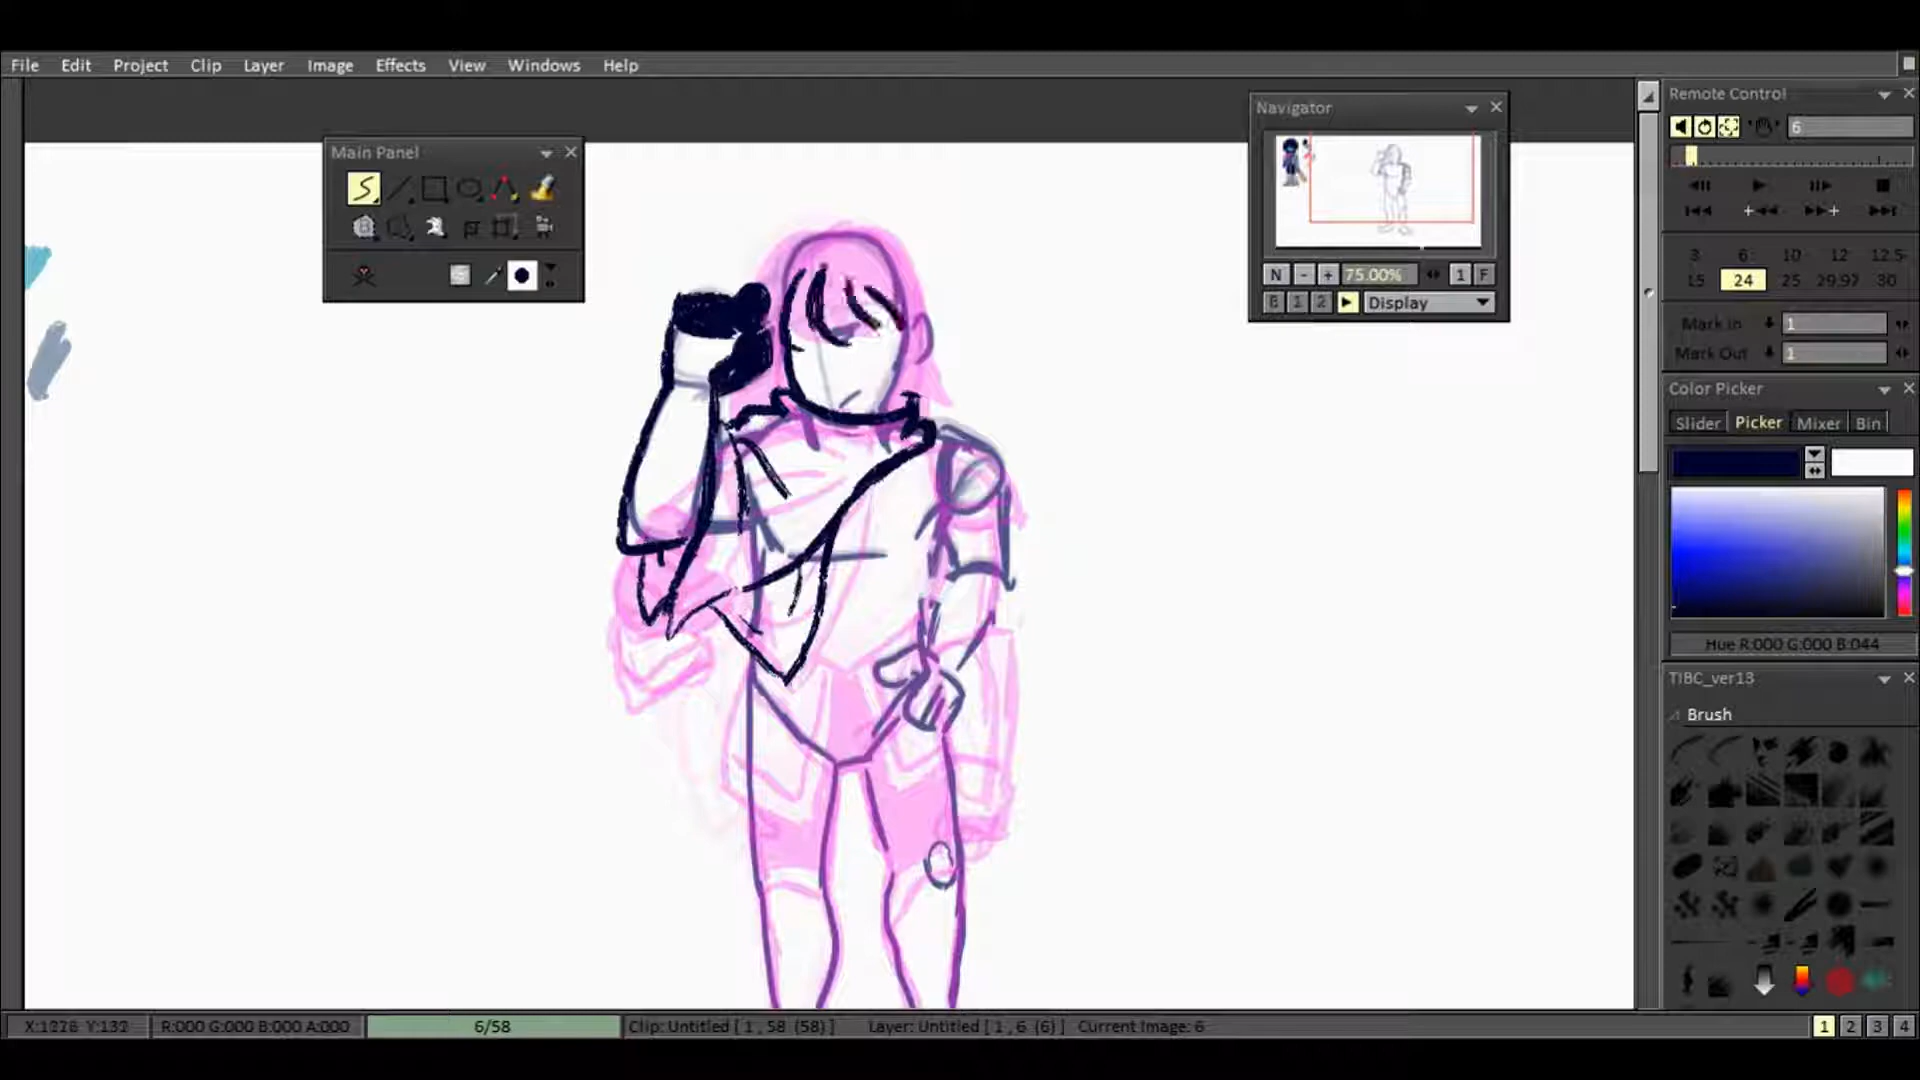 File Edit Project Clip Layer Image Effects View Windows Help
Main Panel
Navigator
N - + 75.00% 1 F
1 2 Display
Remote Control
6
3 6 10 12 12.5
15 24 25 29.97 30
Mark In 1
Mark Out 1
Color Picker
Slider Picker Mixer Bin
Hue R:000 G:000 B:044
TIBC_ver13
Brush
R:000 G:000 B:000 A:000 6/58 Clip: Untitled [ 1 , 58 (58) ] Layer: Untitled [ 1 , 6 (6) ] Current Image: 6 1 2 3 4